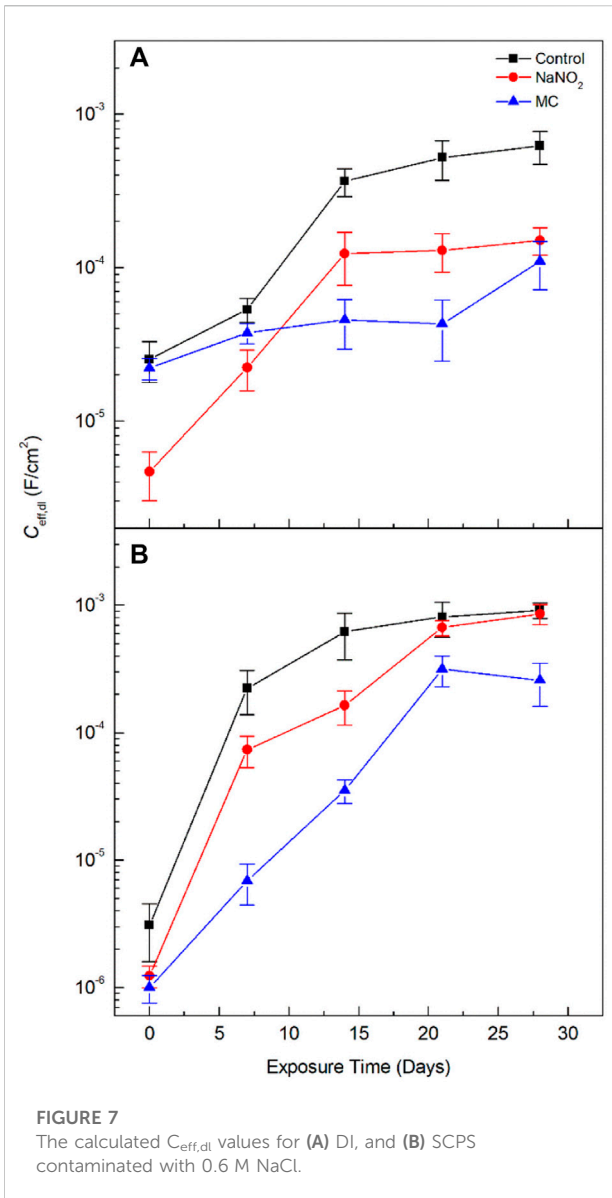 A
Control
NaNO₂
MC
10⁻³
10⁻⁴
10⁻⁵
C_eff,dl (F/cm²)
B
10⁻³
10⁻⁴
10⁻⁵
10⁻⁶
0 5 10 15 20 25 30
Exposure Time (Days)
FIGURE 7
The calculated C_eff,dl values for (A) DI, and (B) SCPS
contaminated with 0.6 M NaCl.